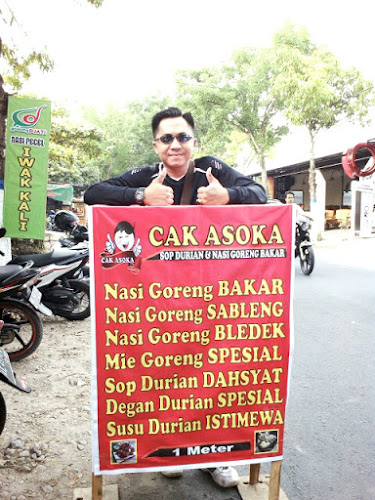 NASI PECEL
IWAK KALI
CAK ASOKA
SOP DURIAN & NASI GORENG BAKAR
CAK ASOKA
Nasi Goreng BAKAR
Nasi Goreng SABLENG
Nasi Goreng BLEDEK
Mie Goreng SPESIAL
Sop Durian DAHSYAT
Degan Durian SPESIAL
Susu Durian ISTIMEWA
1 Meter